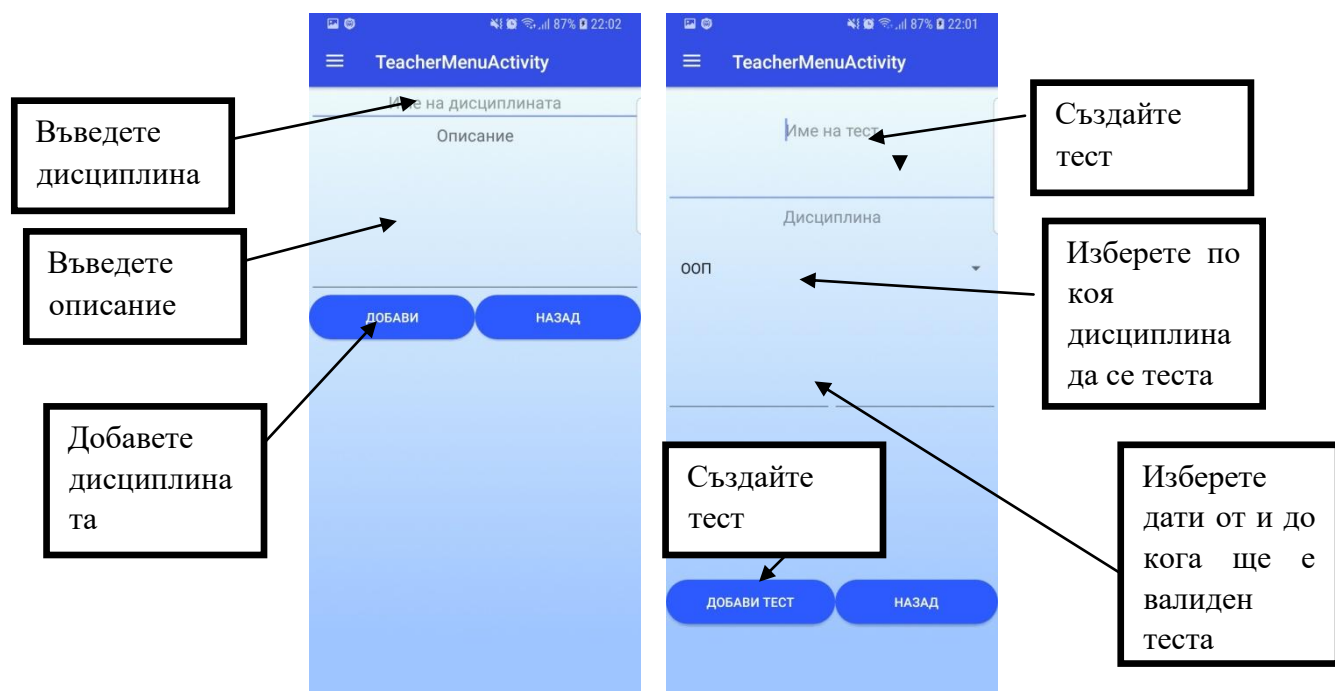 87% 22:02
TeacherMenuActivity
Име на дисциплината
Описание
ДОБАВИ
НАЗАД
Въведете
дисциплина
Въведете
описание
Добавете
дисциплина
та
87% 22:01
TeacherMenuActivity
Име на тест
Дисциплина
ООП
ДОБАВИ ТЕСТ
НАЗАД
Създайте
тест
Изберете по
коя
дисциплина
да се теста
Създайте
тест
Изберете
дати от и до
кога ще е
валиден
теста